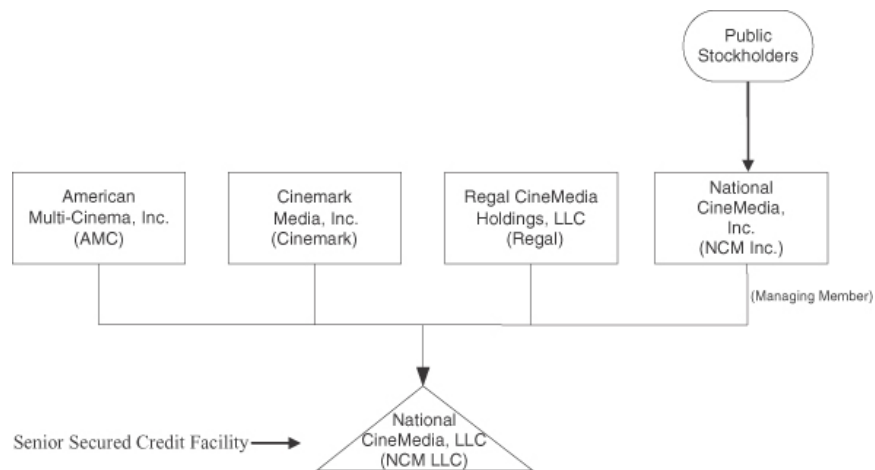 Public
Stockholders
American
Multi-Cinema, Inc.
(AMC)
Cinemark
Media, Inc.
(Cinemark)
Regal CineMedia
Holdings, LLC
(Regal)
National
CineMedia,
Inc.
(NCM Inc.)
(Managing Member)
Senior Secured Credit Facility
National
CineMedia, LLC
(NCM LLC)